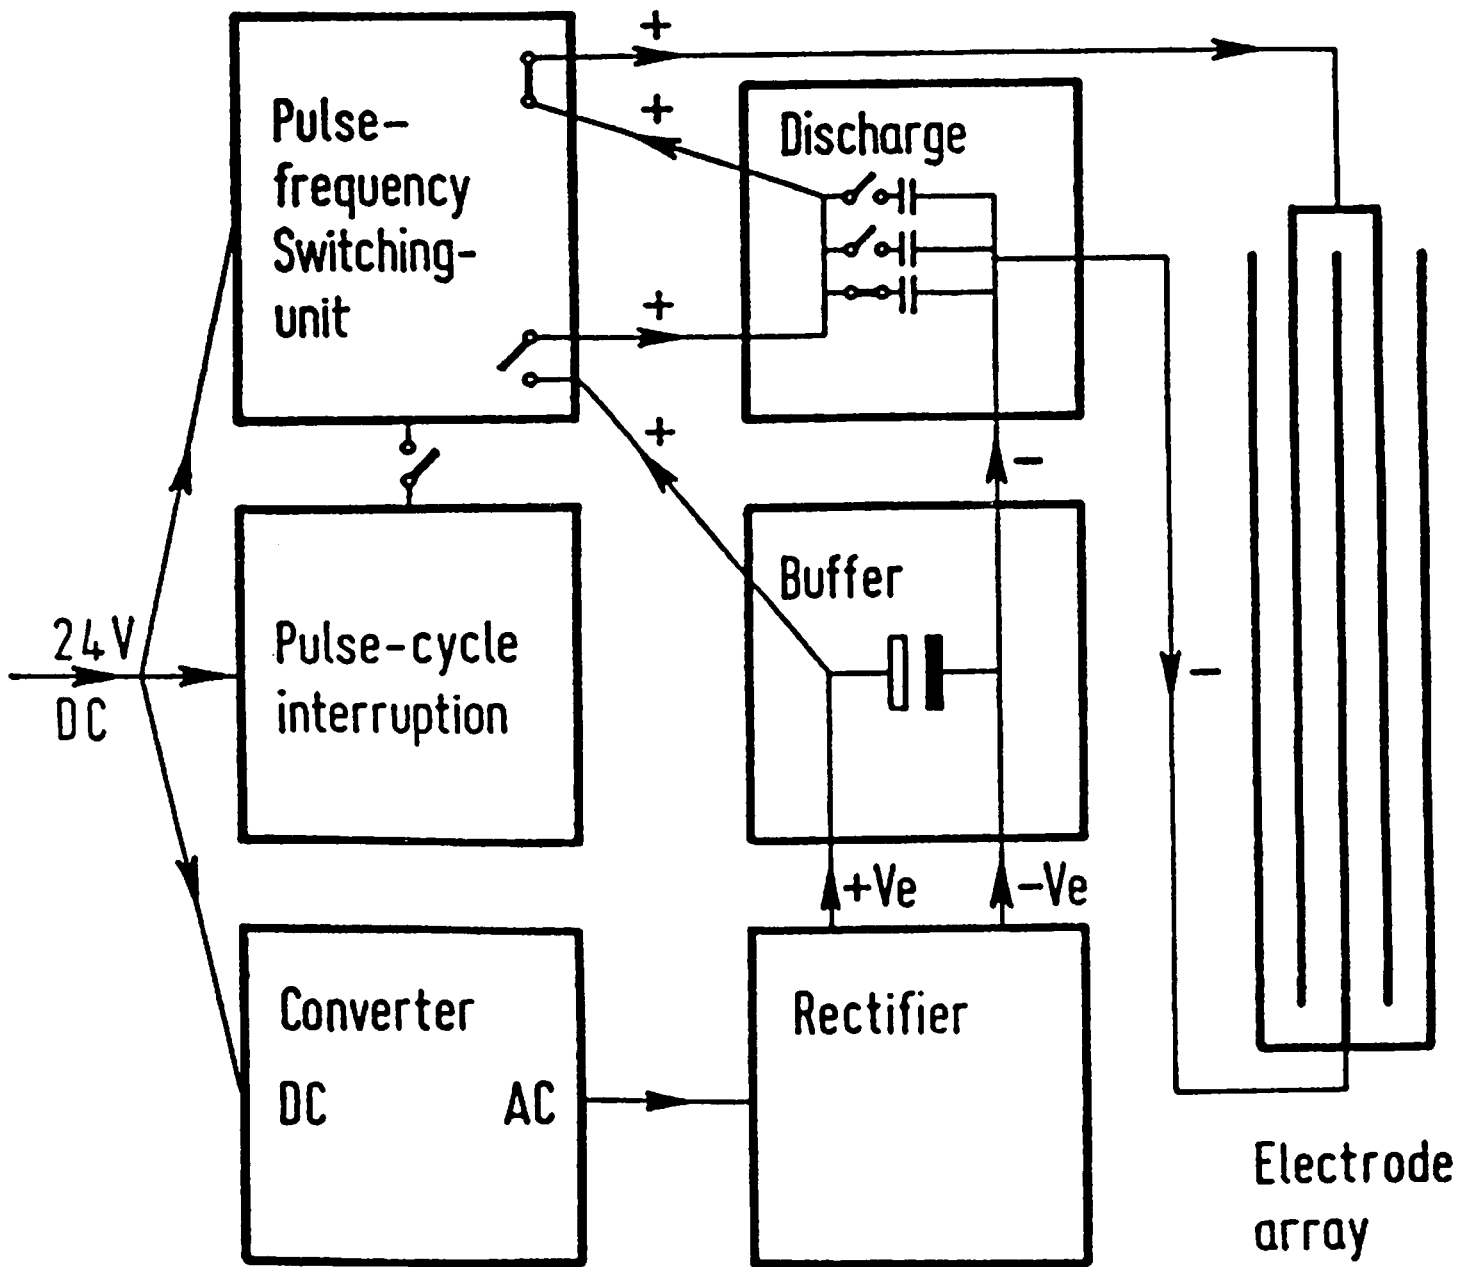 +
+
Pulse-
frequency
Switching-
unit
Discharge
+
+
-
24V
DC
Pulse-cycle
interruption
Buffer
-
+Ve
-Ve
Converter
DC
AC
Rectifier
Electrode
array